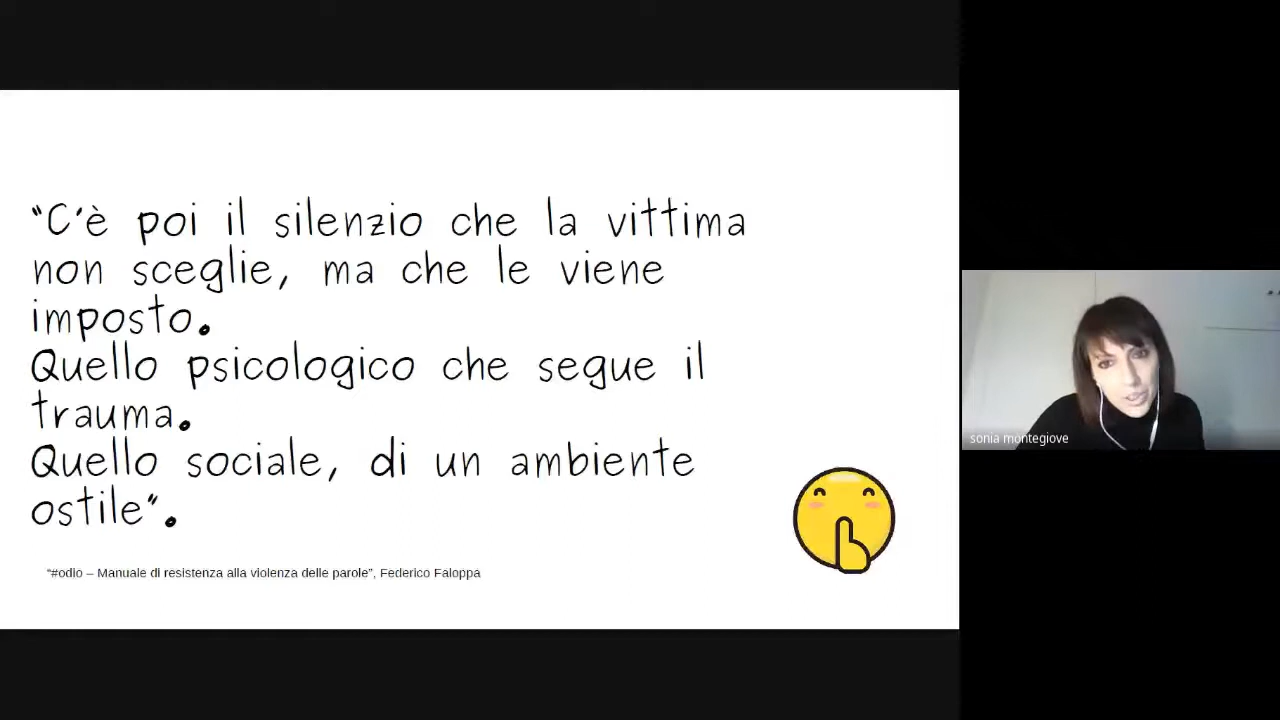 “C'è poi il silenzio che la vittima
non sceglie, ma che le viene
imposto.
Quello psicologico che segue il
trauma.
Quello sociale, di un ambiente
ostile”.
“#odio – Manuale di resistenza alla violenza delle parole”, Federico Faloppa
sonia montegiove